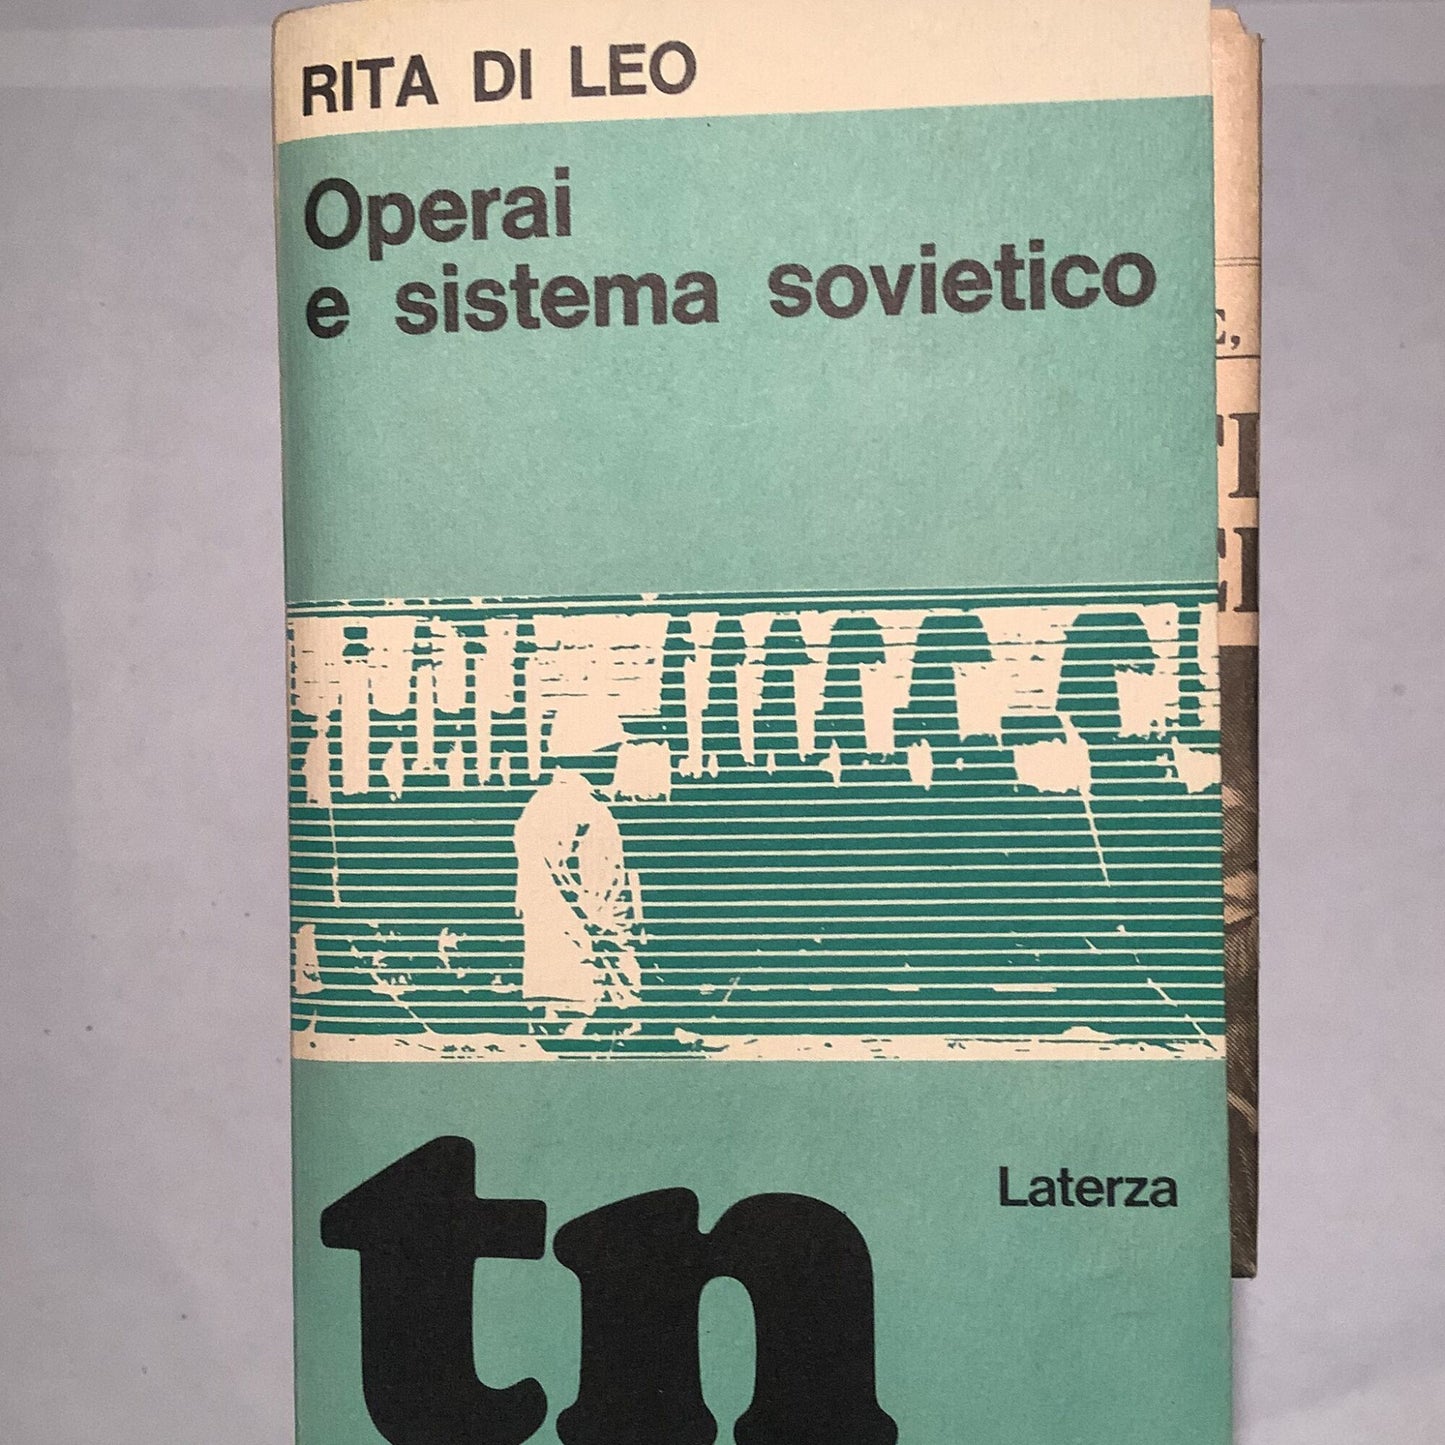 RITA DI LEO
Operai
e sistema sovietico
Laterza
tn
E,